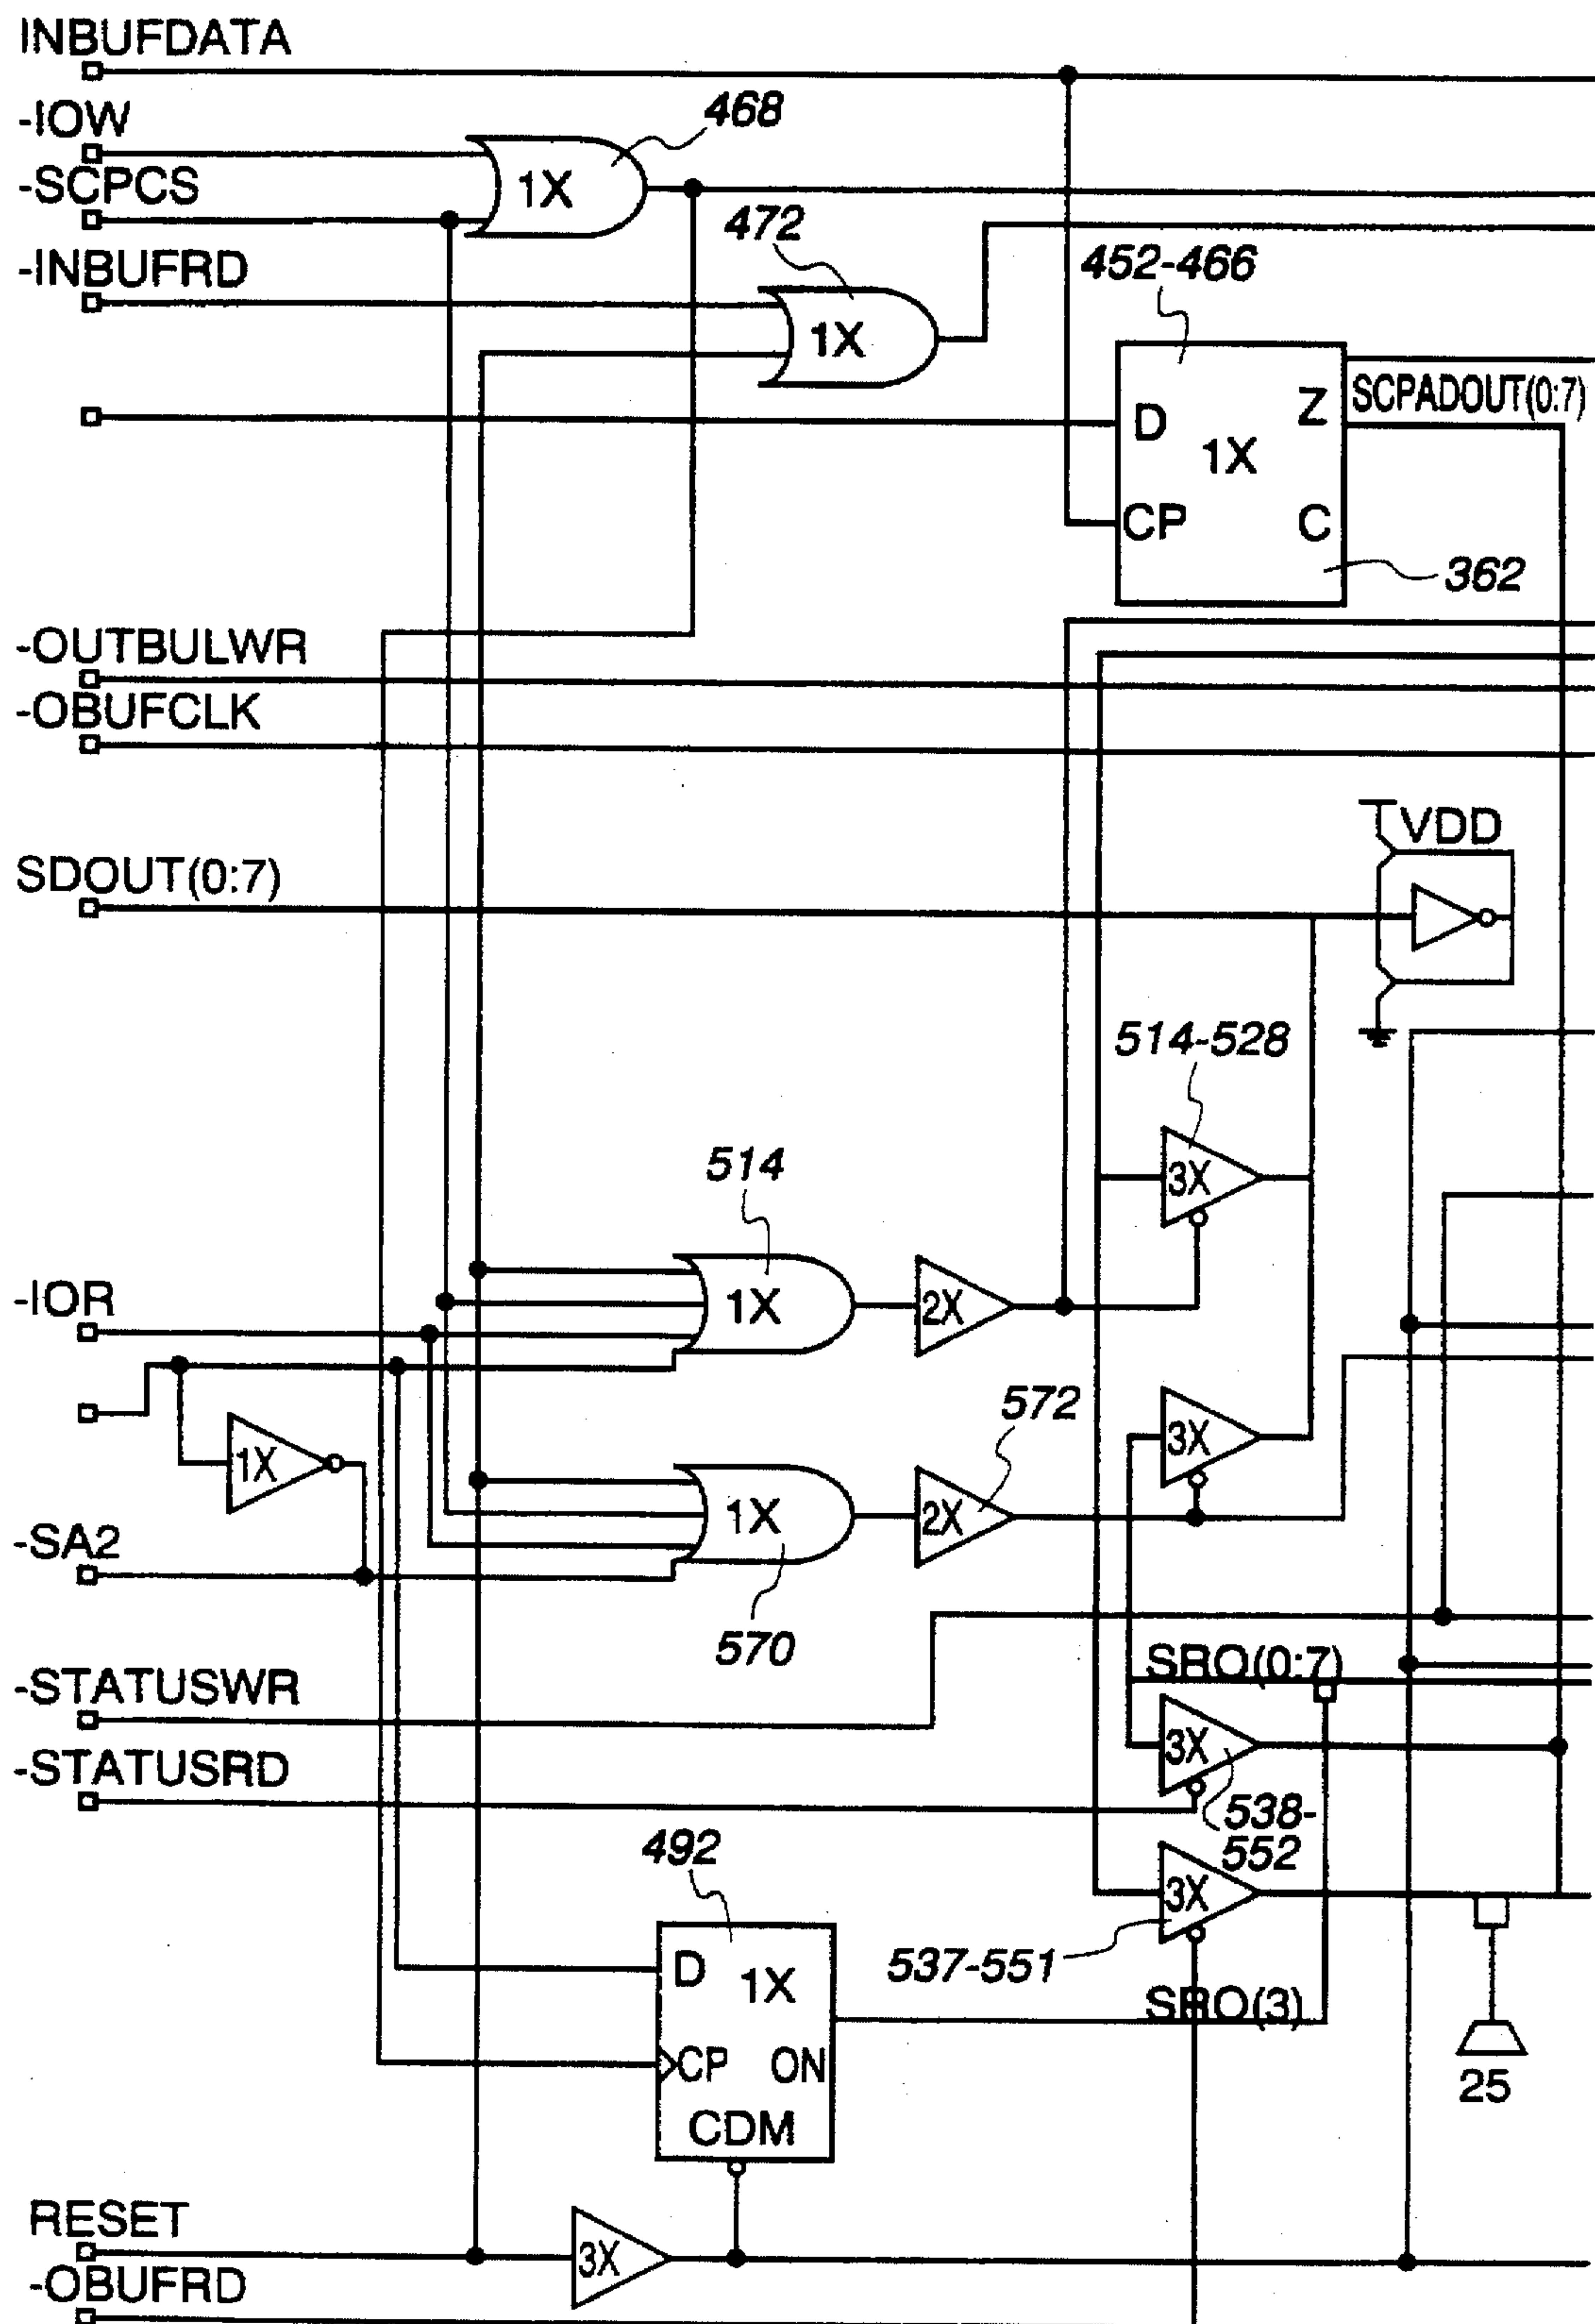 INBUFDATA
-IOW
468
-SCPCS
1X
472
-INBUFRD
452-466
1X
SCPADOUT(0:7)
D
Z
1X
CP
C
362
-OUTBULWR
-OBUFCLK
VDD
SDOUT(0:7)
514-528
514
3X
-IOR
1X
2X
572
3X
1X
1X
2X
-SA2
570
SRO(0:7)
-STATUSWR
3X
-STATUSRD
538-
552
492
3X
537-551
D
1X
SRO(3)
CP
ON
25
CDM
RESET
3X
-OBUFRD